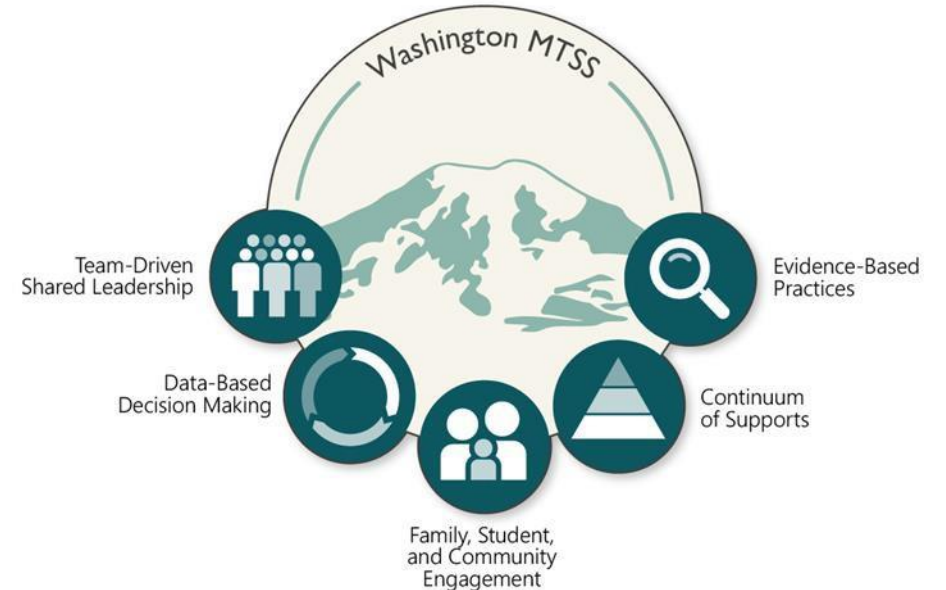 Washington MTSS
Team-Driven
Shared Leadership
Evidence-Based
Practices
Data-Based
Decision Making
Continuum
of Supports
Family, Student,
and Community
Engagement